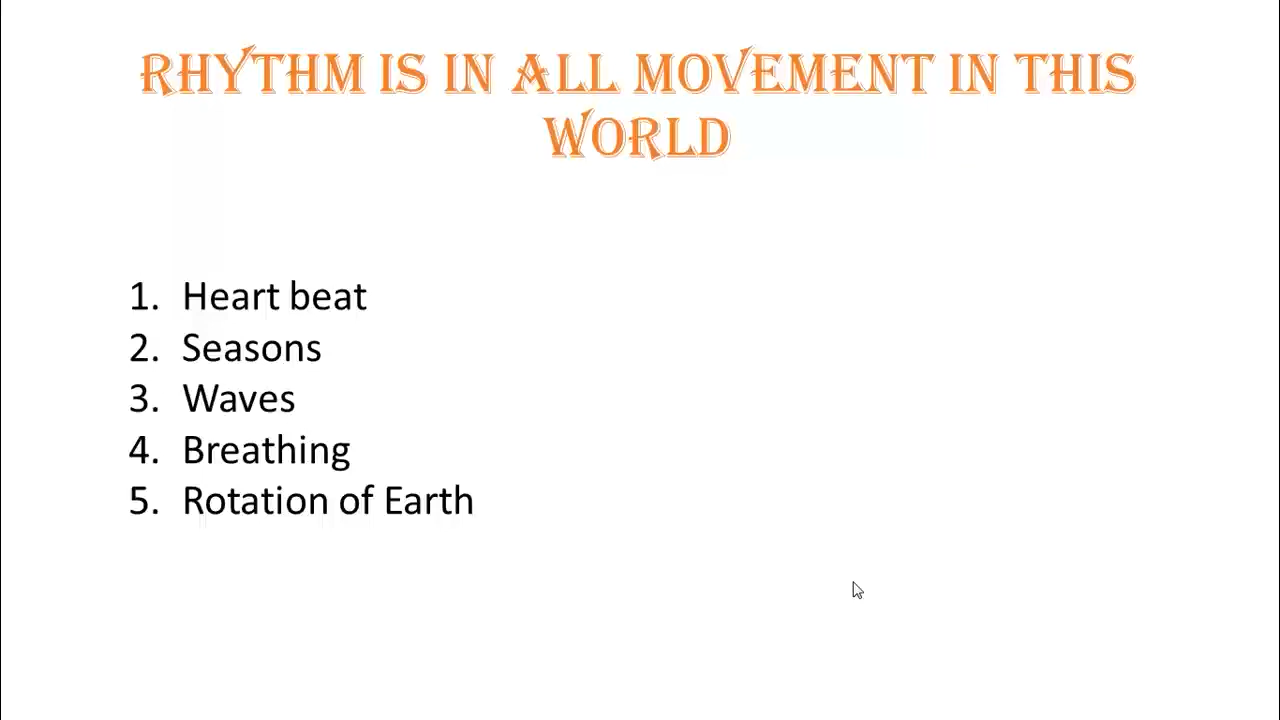 RHYTHM IS IN ALL MOVEMENT IN THIS
WORLD
1. Heart beat
2. Seasons
3. Waves
4. Breathing
5. Rotation of Earth